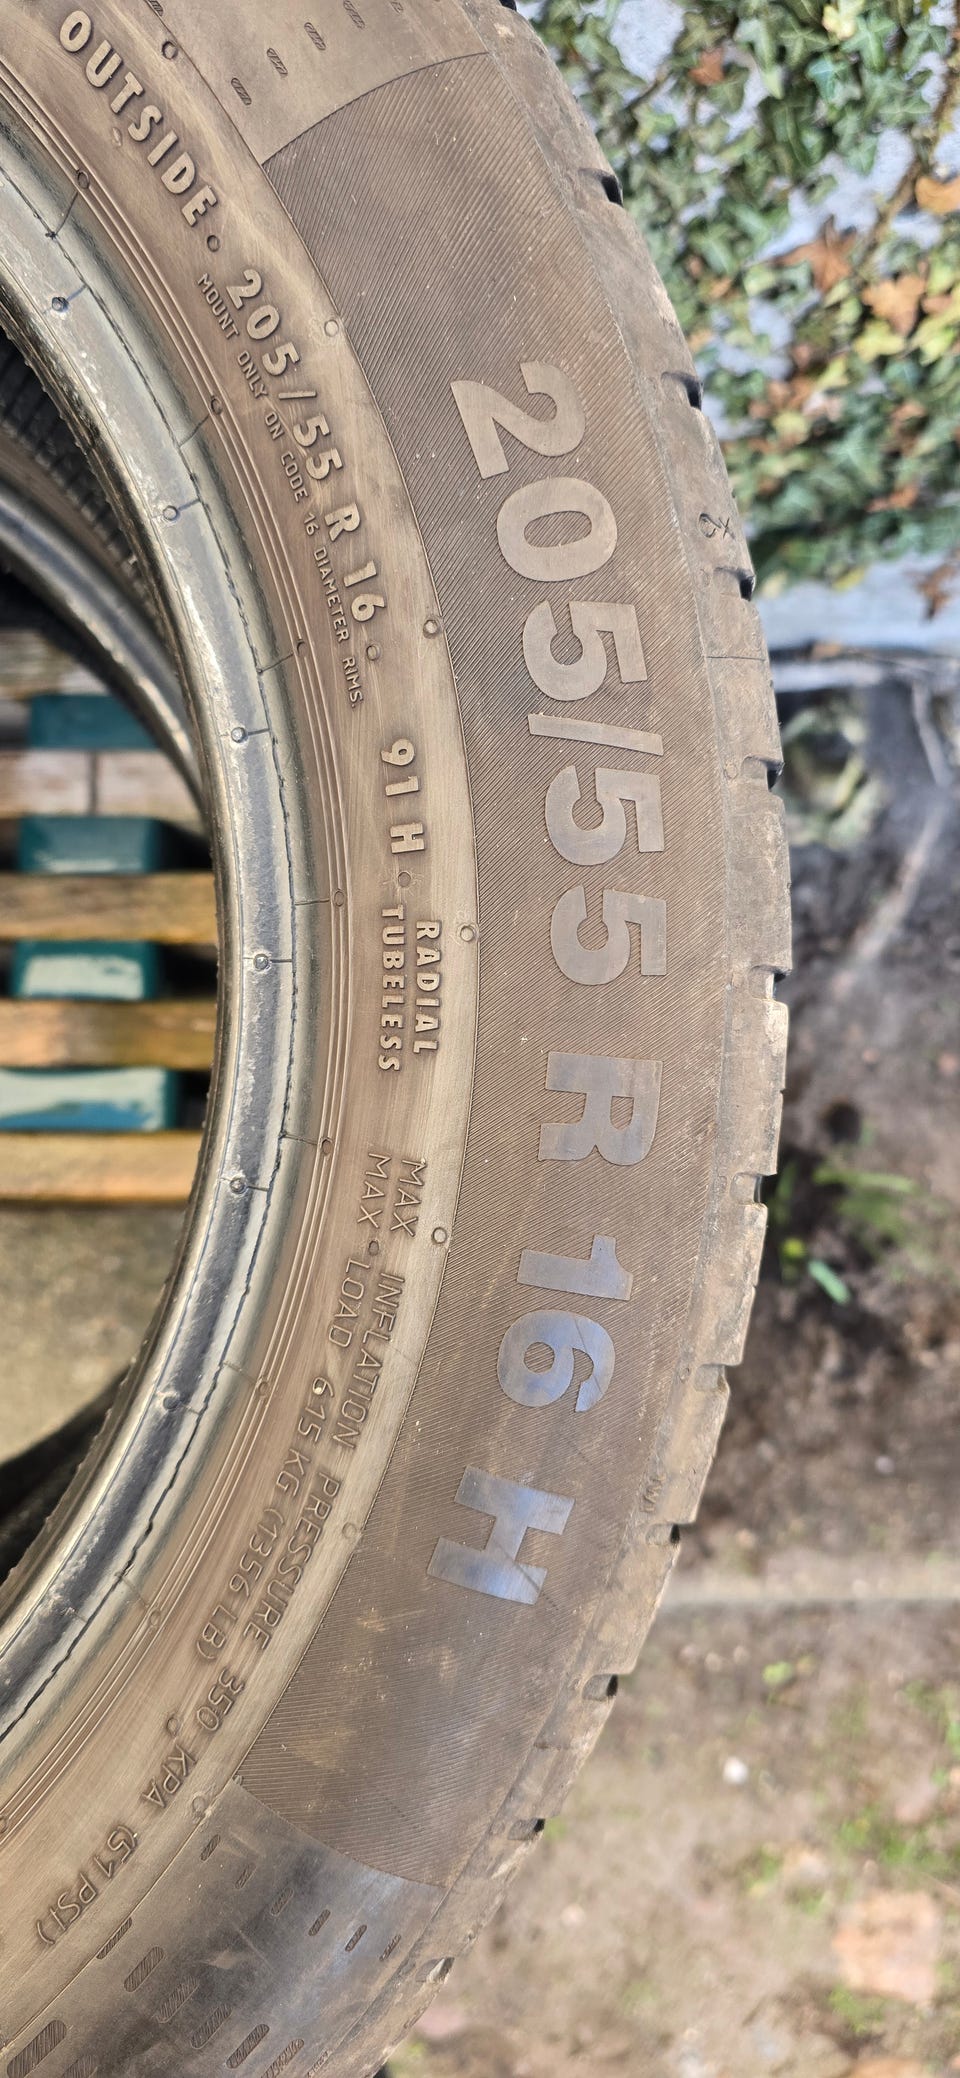 OUTSIDE
205/55 R 16
MOUNT ONLY ON CODE 16 DIAMETER RIMS.
91 H
RADIAL
TUBELESS
MAX INFLATION PRESSURE 350 KPA (51 PSI)
MAX LOAD 615 KG (1356 LB)
205/55 R 16 H